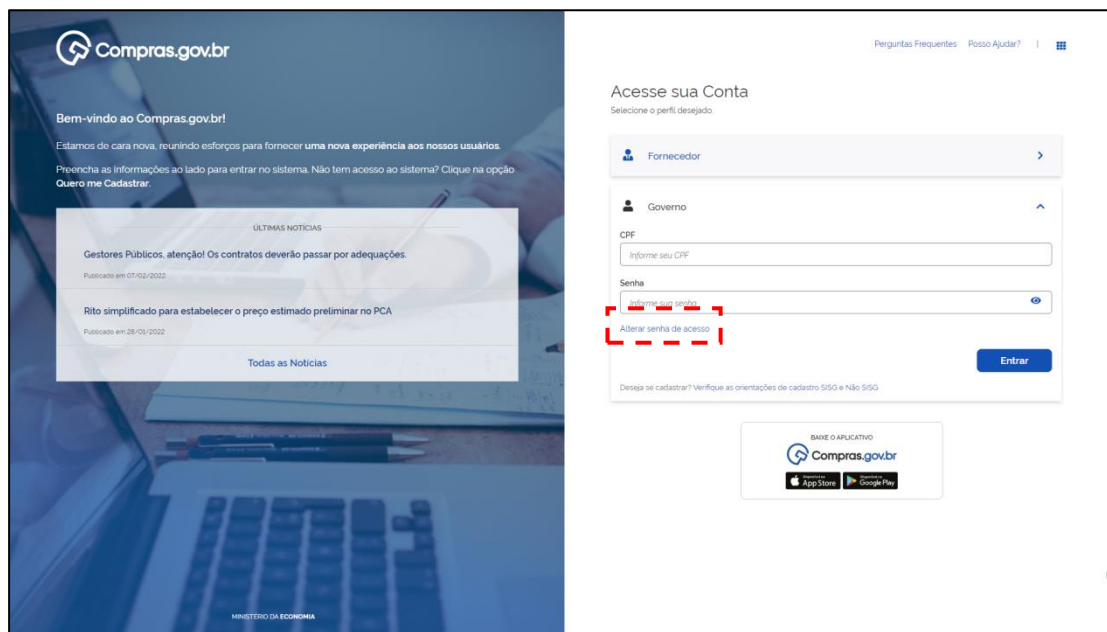 Compras.gov.br
Bem-vindo ao Compras.gov.br!
Estamos de cara nova, reunindo esforços para fornecer uma nova experiência aos nossos usuários.
Preencha as informações ao lado para entrar no sistema. Não tem acesso ao sistema? Clique na opção
Quero me Cadastrar.
ÚLTIMAS NOTÍCIAS
Gestores Públicos, atenção! Os contratos deverão passar por adequações.
Publicado em 07/02/2022
Rito simplificado para estabelecer o preço estimado preliminar no PCA
Publicado em 28/01/2022
Todas as Notícias
MINISTÉRIO DA ECONOMIA
Perguntas Frequentes Posso Ajudar? |
Acesse sua Conta
Selecione o perfil desejado.
Fornecedor
Governo
CPF
Informe seu CPF
Senha
Informe sua senha
Alterar senha de acesso
Entrar
Deseja se cadastrar? Verifique as orientações de cadastro SISG e Não SISG
BAIXE O APLICATIVO
Compras.gov.br
App Store
Google Play